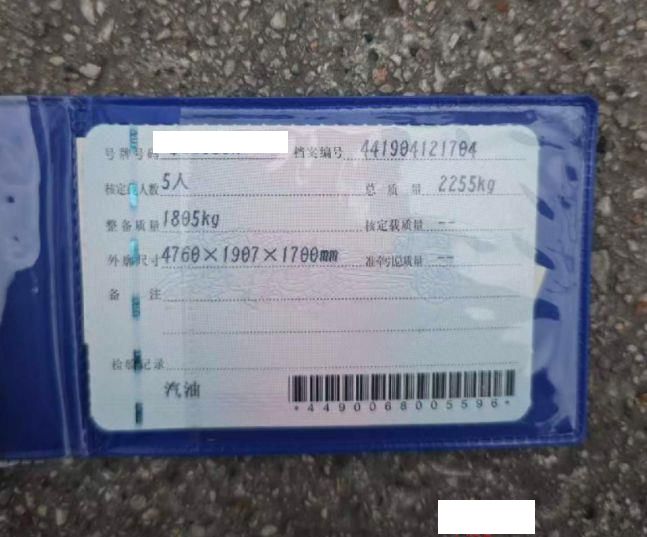 号牌号码 档案编号 441904121704
核定载人数 5人 总质量 2255kg
整备质量 1805kg 核定载质量 --
外廓尺寸 4760×1907×1700mm 准牵引总质量 --
备注
检验记录
汽油
*4490068005596*